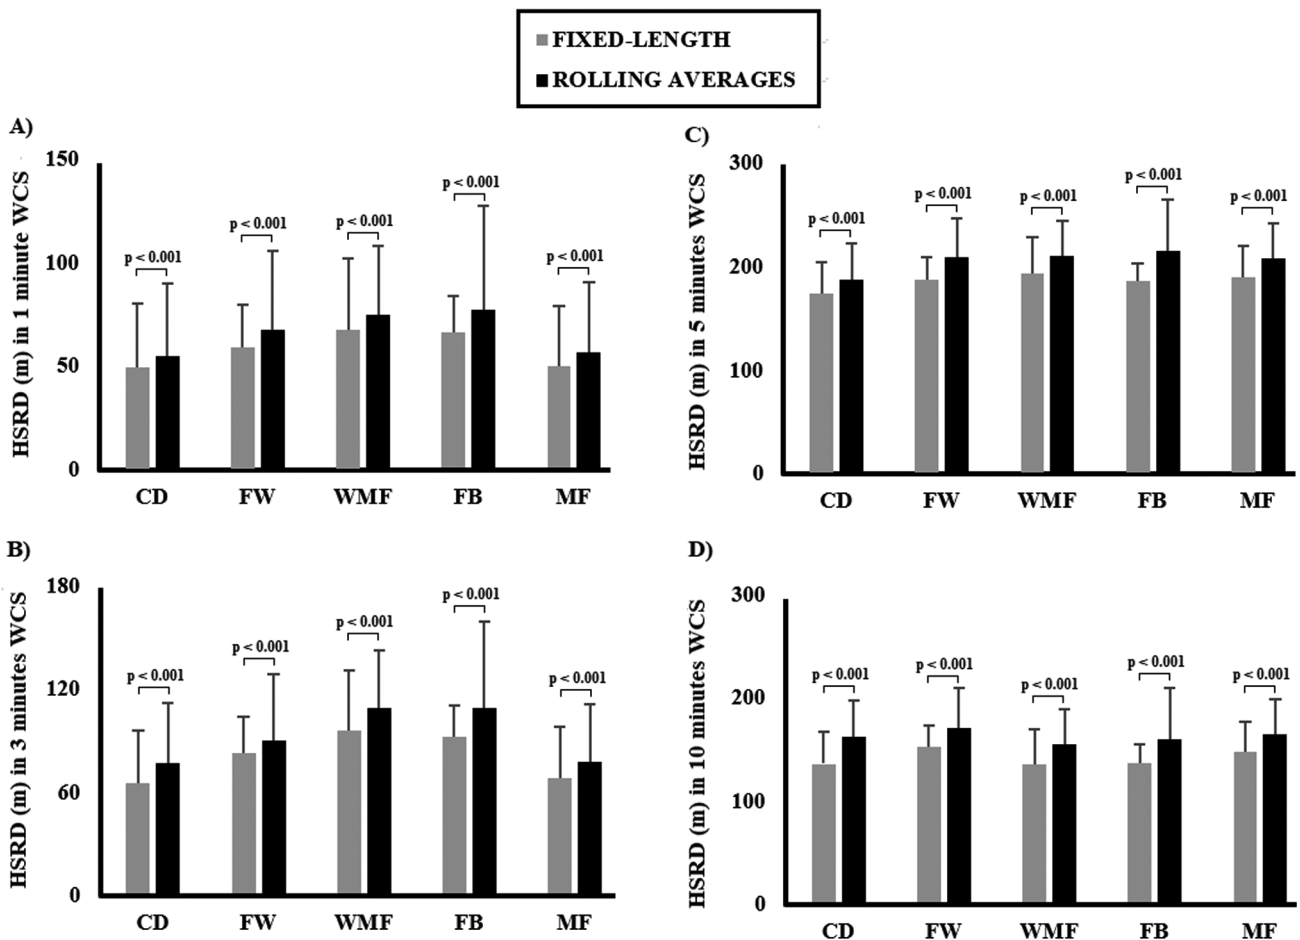 FIXED-LENGTH
ROLLING AVERAGES
A)
HSRD (m) in 1 minute WCS
150
100
50
0
p < 0.001
p < 0.001
p < 0.001
p < 0.001
p < 0.001
CD FW WMF FB MF
B)
HSRD (m) in 3 minutes WCS
180
120
60
0
p < 0.001
p < 0.001
p < 0.001
p < 0.001
p < 0.001
CD FW WMF FB MF
C)
HSRD (m) in 5 minutes WCS
300
200
100
0
p < 0.001
p < 0.001
p < 0.001
p < 0.001
p < 0.001
CD FW WMF FB MF
D)
HSRD (m) in 10 minutes WCS
300
200
100
0
p < 0.001
p < 0.001
p < 0.001
p < 0.001
p < 0.001
CD FW WMF FB MF